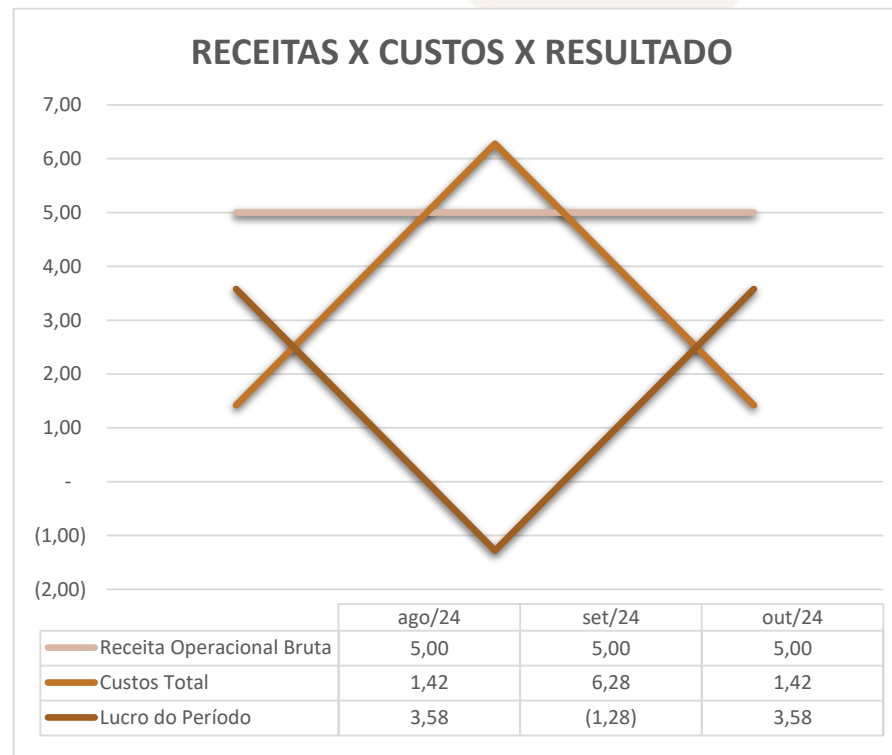 RECEITAS X CUSTOS X RESULTADO
7,00
6,00
5,00
4,00
3,00
2,00
1,00
-
(1,00)
(2,00)
ago/24 set/24 out/24
Receita Operacional Bruta 5,00 5,00 5,00
Custos Total 1,42 6,28 1,42
Lucro do Período 3,58 (1,28) 3,58